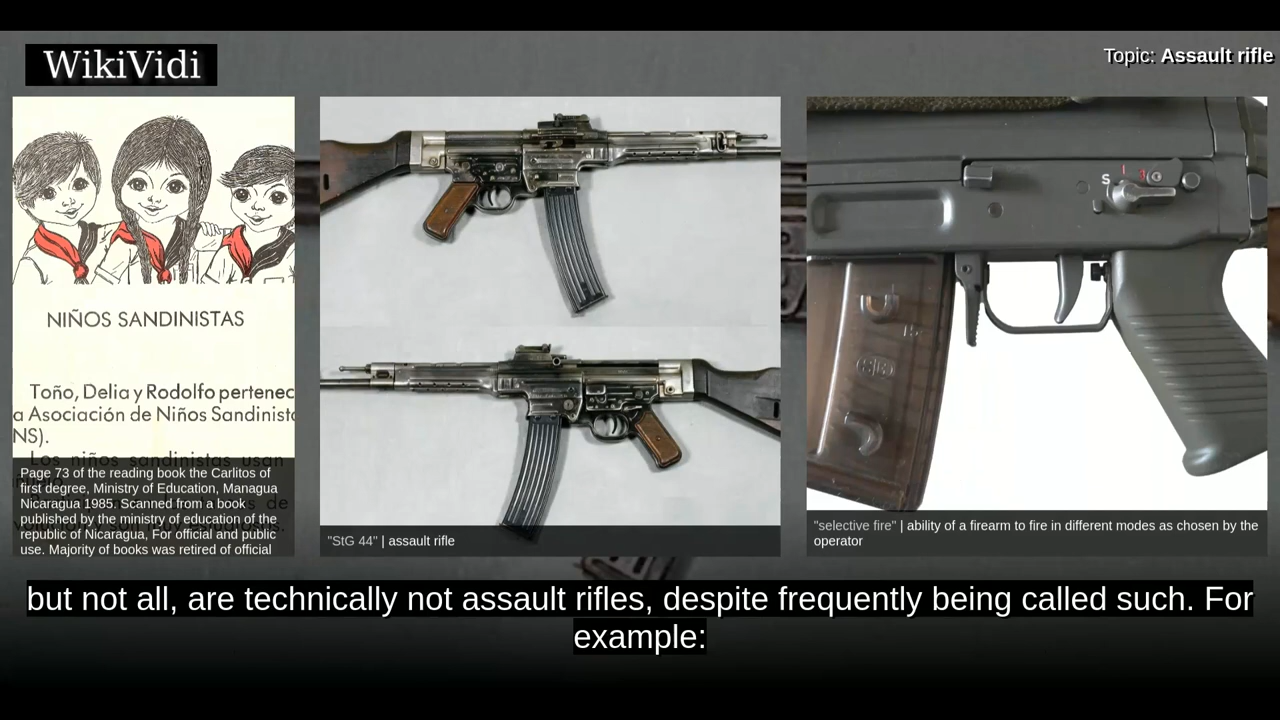 WikiVidi
Topic: Assault rifle
NIÑOS SANDINISTAS
Toño, Delia y Rodolfo pertenec
a Asociación de Niños Sandinist
NS).
Los niños sandinistas usan
Page 73 of the reading book the Carlitos of
first degree, Ministry of Education, Managua
Nicaragua 1985. Scanned from a book
published by the ministry of education of the
republic of Nicaragua, For official and public
use. Majority of books was retired of official
"StG 44" | assault rifle
S
"selective fire" | ability of a firearm to fire in different modes as chosen by the
operator
but not all, are technically not assault rifles, despite frequently being called such. For
example: